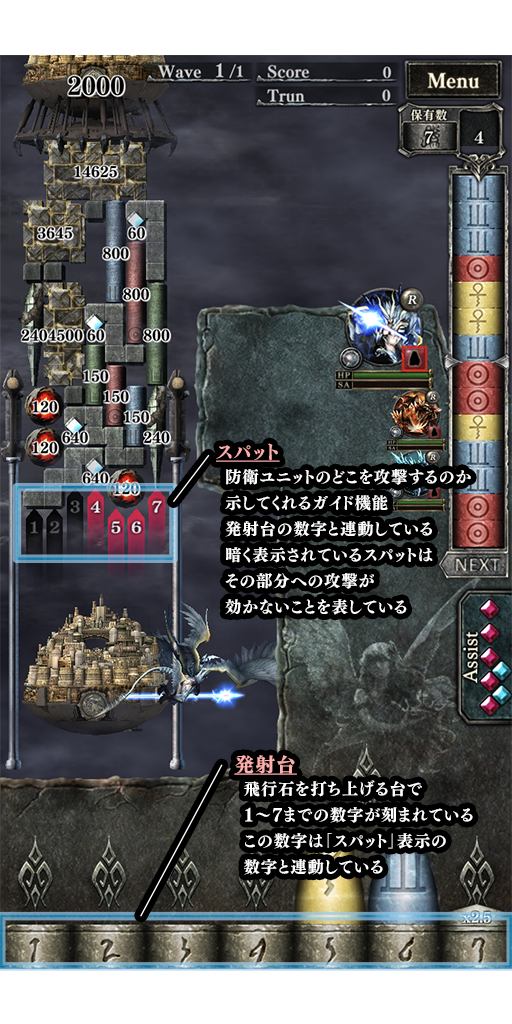 2000
Wave 1/1
Score 0
Trun 0
Menu
保有数
7
4
14625
3645
60
800
800
240
4500
60
800
150
150
150
120
120
640
240
640
120
R
HP
SA
R
R
スパット
防衛ユニットのどこを攻撃するのか
示してくれるガイド機能
発射台の数字と連動している
暗く表示されているスパットは
その部分への攻撃が
効かないことを表している
1 2 3 4 5 6 7
NEXT
Assist
発射台
飛行石を打ち上げる台で
1~7までの数字が刻まれている
この数字は「スパット」表示の
数字と連動している
x2.5
1 2 3 4 5 6 7